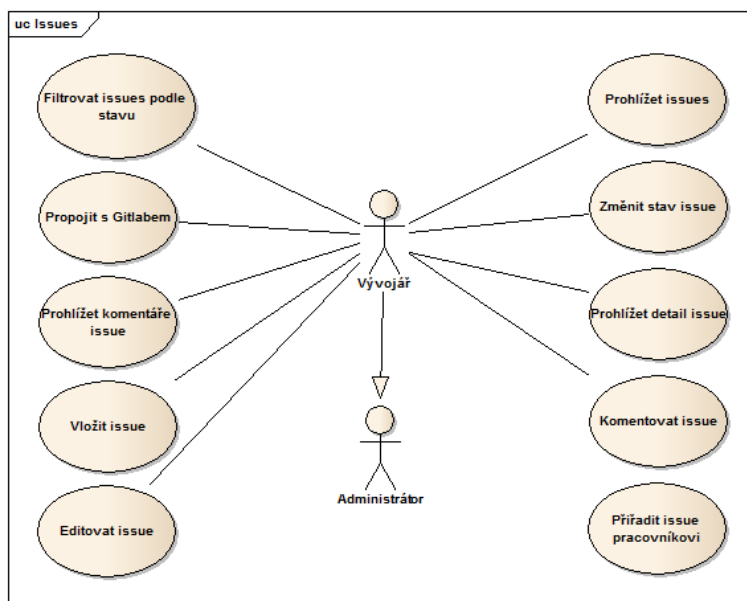 uc Issues
Filtrovat issues podle
stavu
Propojit s Gitlabem
Prohlížet komentáře
issue
Vložit issue
Editovat issue
Vývojář
Administrátor
Prohlížet issues
Změnit stav issue
Prohlížet detail issue
Komentovat issue
Přiřadit issue
pracovníkovi